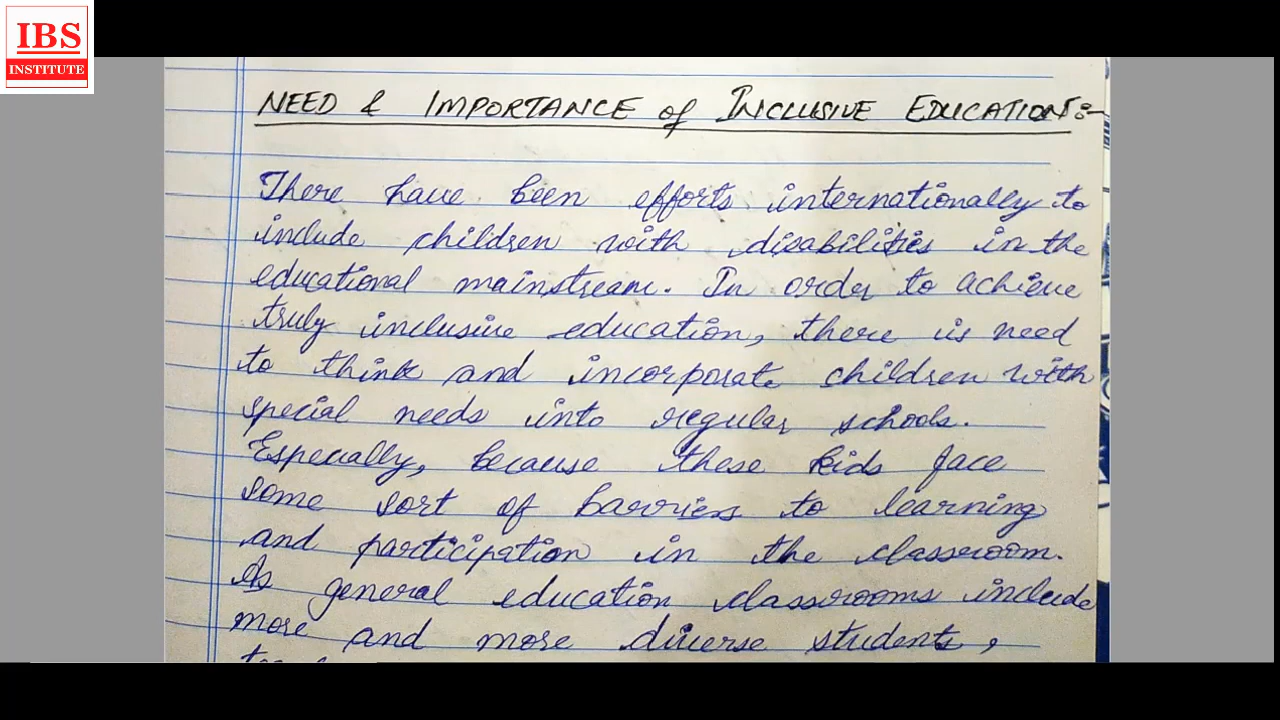 IBS
INSTITUTE
NEED & IMPORTANCE of INCLUSIVE EDUCATION:-
There have been efforts internationally to
include children with disabilities in the
educational mainstream. In order to achieve
truly inclusive education, there is need
to think and incorporate children with
special needs into regular schools.
Especially, because these kids face
some sort of barriers to learning
and participation in the classroom.
As general education classrooms include
more and more diverse students,